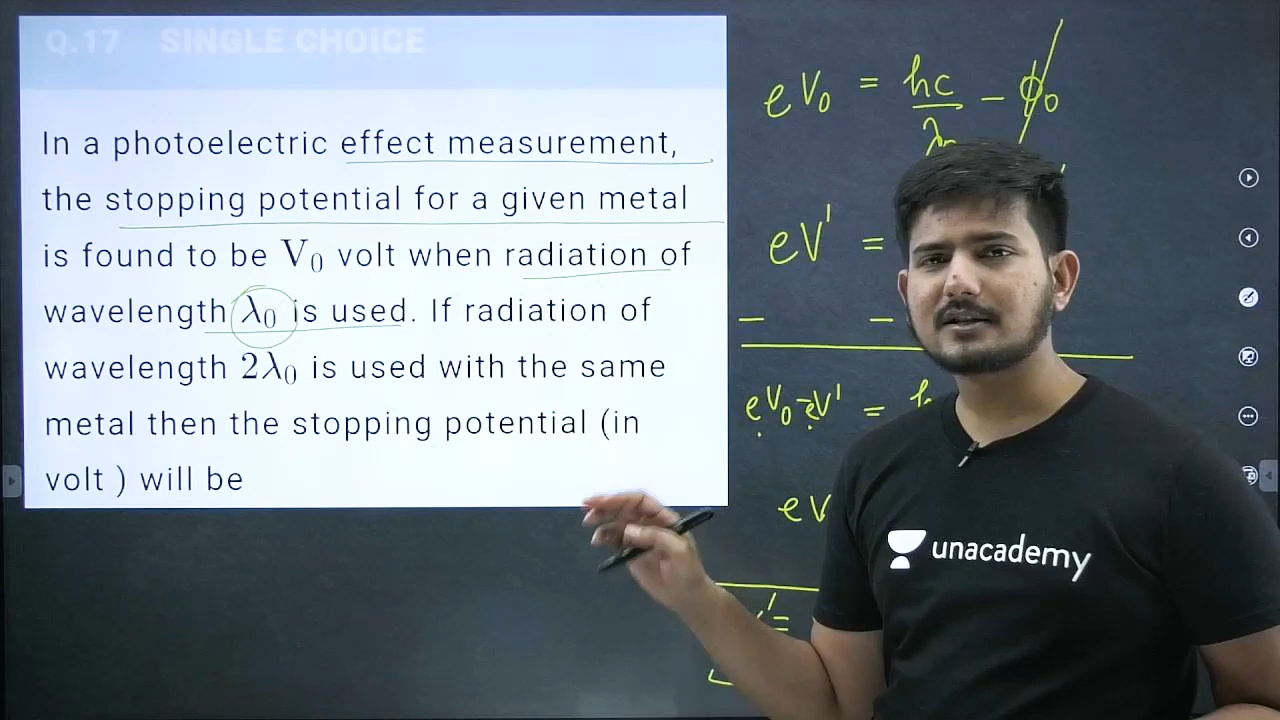 Q.17 SINGLE CHOICE
In a photoelectric effect measurement,
the stopping potential for a given metal
is found to be V₀ volt when radiation of
wavelength λ₀ is used. If radiation of
wavelength 2λ₀ is used with the same
metal then the stopping potential (in
volt ) will be
eV₀ = hc/λ₀ − ϕ₀
eV' =
− −
eV₀ − eV' = h
eV
' =
unacademy